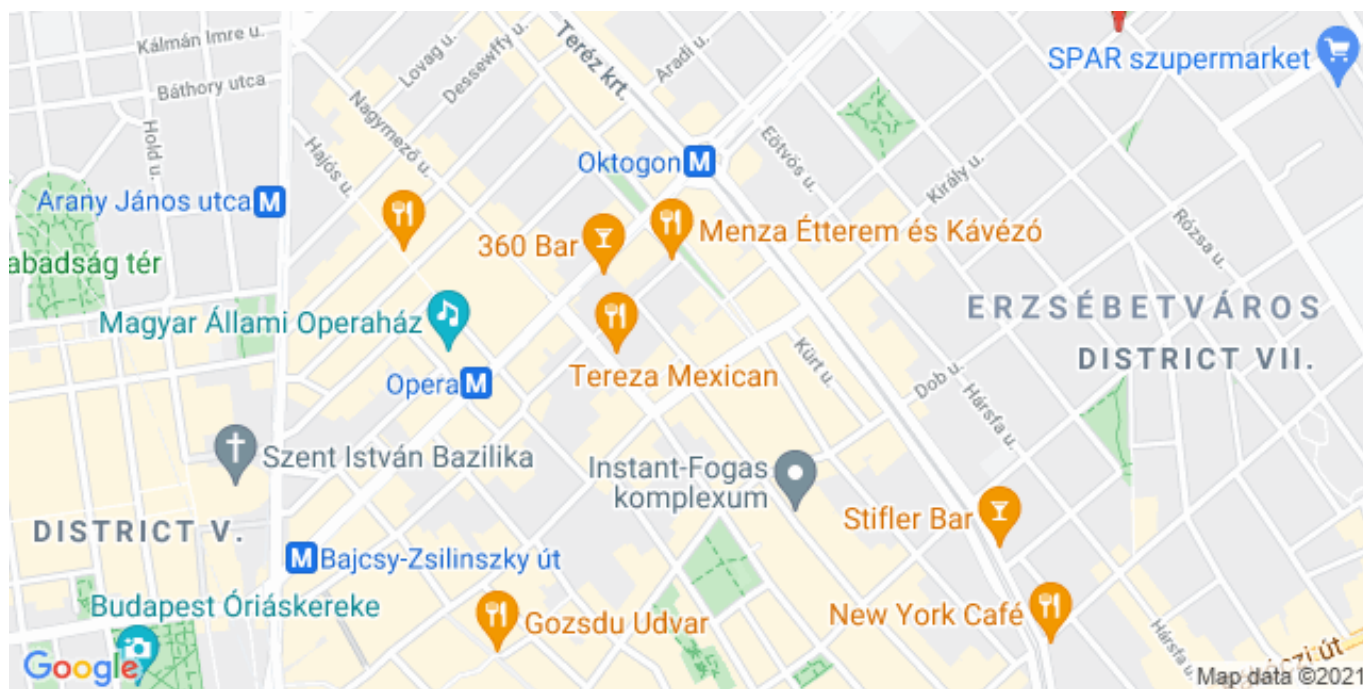 Kálmán Imre u.
Báthory utca
Hold u.
Lovag u.
Dessewffy u.
Teréz krt.
Aradi u.
SPAR szupermarket
Nagymező u.
Hajós u.
Oktogon M
Eötvös u.
Király u.
Arany János utca M
360 Bar
Menza Étterem és Kávézó
Rózsa u.
abadság tér
Magyar Állami Operaház
ERZSÉBETVÁROS
DISTRICT VII.
Opera M
Tereza Mexican
Kürt u.
Dob u.
Hársfa u.
Szent István Bazilika
Instant-Fogas
komplexum
Stifler Bar
DISTRICT V.
M Bajcsy-Zsilinszky út
Budapest Óriáskereke
Gozsdu Udvar
New York Café
Hársfa u.
óczi út
Google
Map data ©2021